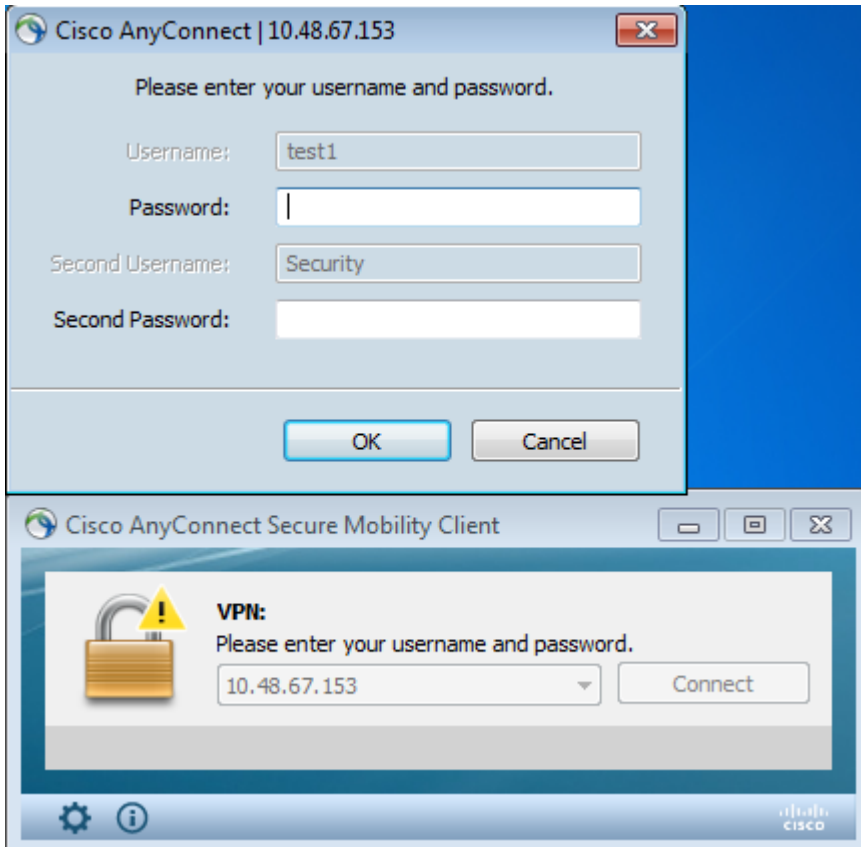 Cisco AnyConnect | 10.48.67.153
Please enter your username and password.
Username: test1
Password:
Second Username: Security
Second Password:
OK Cancel
Cisco AnyConnect Secure Mobility Client
VPN:
Please enter your username and password.
10.48.67.153 Connect
CISCO